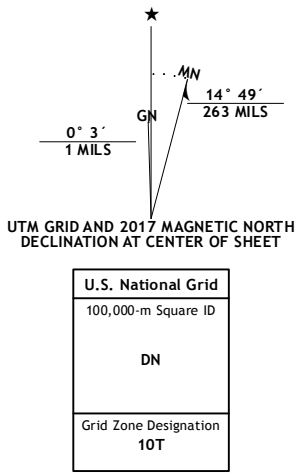 ★
MN
14° 49´
263 MILS
GN
0° 3´
1 MILS
UTM GRID AND 2017 MAGNETIC NORTH
DECLINATION AT CENTER OF SHEET
U.S. National Grid
100,000-m Square ID
DN
Grid Zone Designation
10T